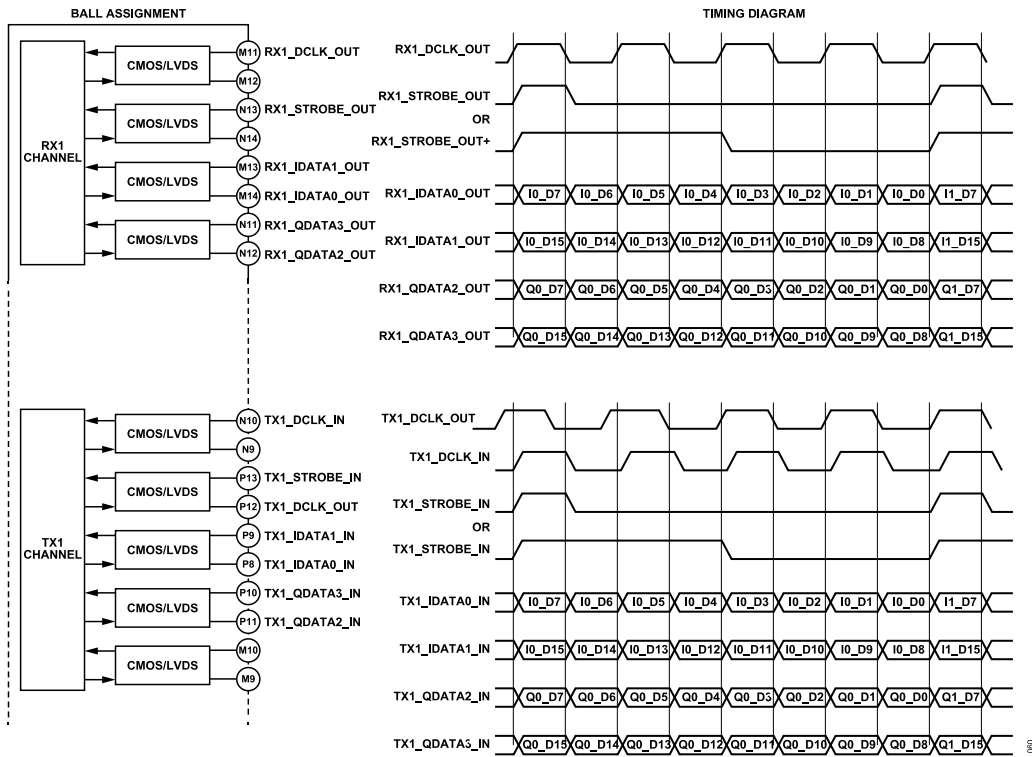 BALL ASSIGNMENT
RX1
CHANNEL
CMOS/LVDS
M11 RX1_DCLK_OUT
M12
CMOS/LVDS
N13 RX1_STROBE_OUT
N14
CMOS/LVDS
M13 RX1_IDATA1_OUT
M14 RX1_IDATA0_OUT
CMOS/LVDS
N11 RX1_QDATA3_OUT
N12 RX1_QDATA2_OUT
TX1
CHANNEL
CMOS/LVDS
N10 TX1_DCLK_IN
N9
CMOS/LVDS
P13 TX1_STROBE_IN
P12 TX1_DCLK_OUT
CMOS/LVDS
P9 TX1_IDATA1_IN
P8 TX1_IDATA0_IN
CMOS/LVDS
P10 TX1_QDATA3_IN
P11 TX1_QDATA2_IN
CMOS/LVDS
M10
M9
TIMING DIAGRAM
RX1_DCLK_OUT
RX1_STROBE_OUT
OR
RX1_STROBE_OUT+
RX1_IDATA0_OUT I0_D7 I0_D6 I0_D5 I0_D4 I0_D3 I0_D2 I0_D1 I0_D0 I1_D7
RX1_IDATA1_OUT I0_D15 I0_D14 I0_D13 I0_D12 I0_D11 I0_D10 I0_D9 I0_D8 I1_D15
RX1_QDATA2_OUT Q0_D7 Q0_D6 Q0_D5 Q0_D4 Q0_D3 Q0_D2 Q0_D1 Q0_D0 Q1_D7
RX1_QDATA3_OUT Q0_D15 Q0_D14 Q0_D13 Q0_D12 Q0_D11 Q0_D10 Q0_D9 Q0_D8 Q1_D15
TX1_DCLK_OUT
TX1_DCLK_IN
TX1_STROBE_IN
OR
TX1_STROBE_IN
TX1_IDATA0_IN I0_D7 I0_D6 I0_D5 I0_D4 I0_D3 I0_D2 I0_D1 I0_D0 I1_D7
TX1_IDATA1_IN I0_D15 I0_D14 I0_D13 I0_D12 I0_D11 I0_D10 I0_D9 I0_D8 I1_D15
TX1_QDATA2_IN Q0_D7 Q0_D6 Q0_D5 Q0_D4 Q0_D3 Q0_D2 Q0_D1 Q0_D0 Q1_D7
TX1_QDATA3_IN Q0_D15 Q0_D14 Q0_D13 Q0_D12 Q0_D11 Q0_D10 Q0_D9 Q0_D8 Q1_D15
060